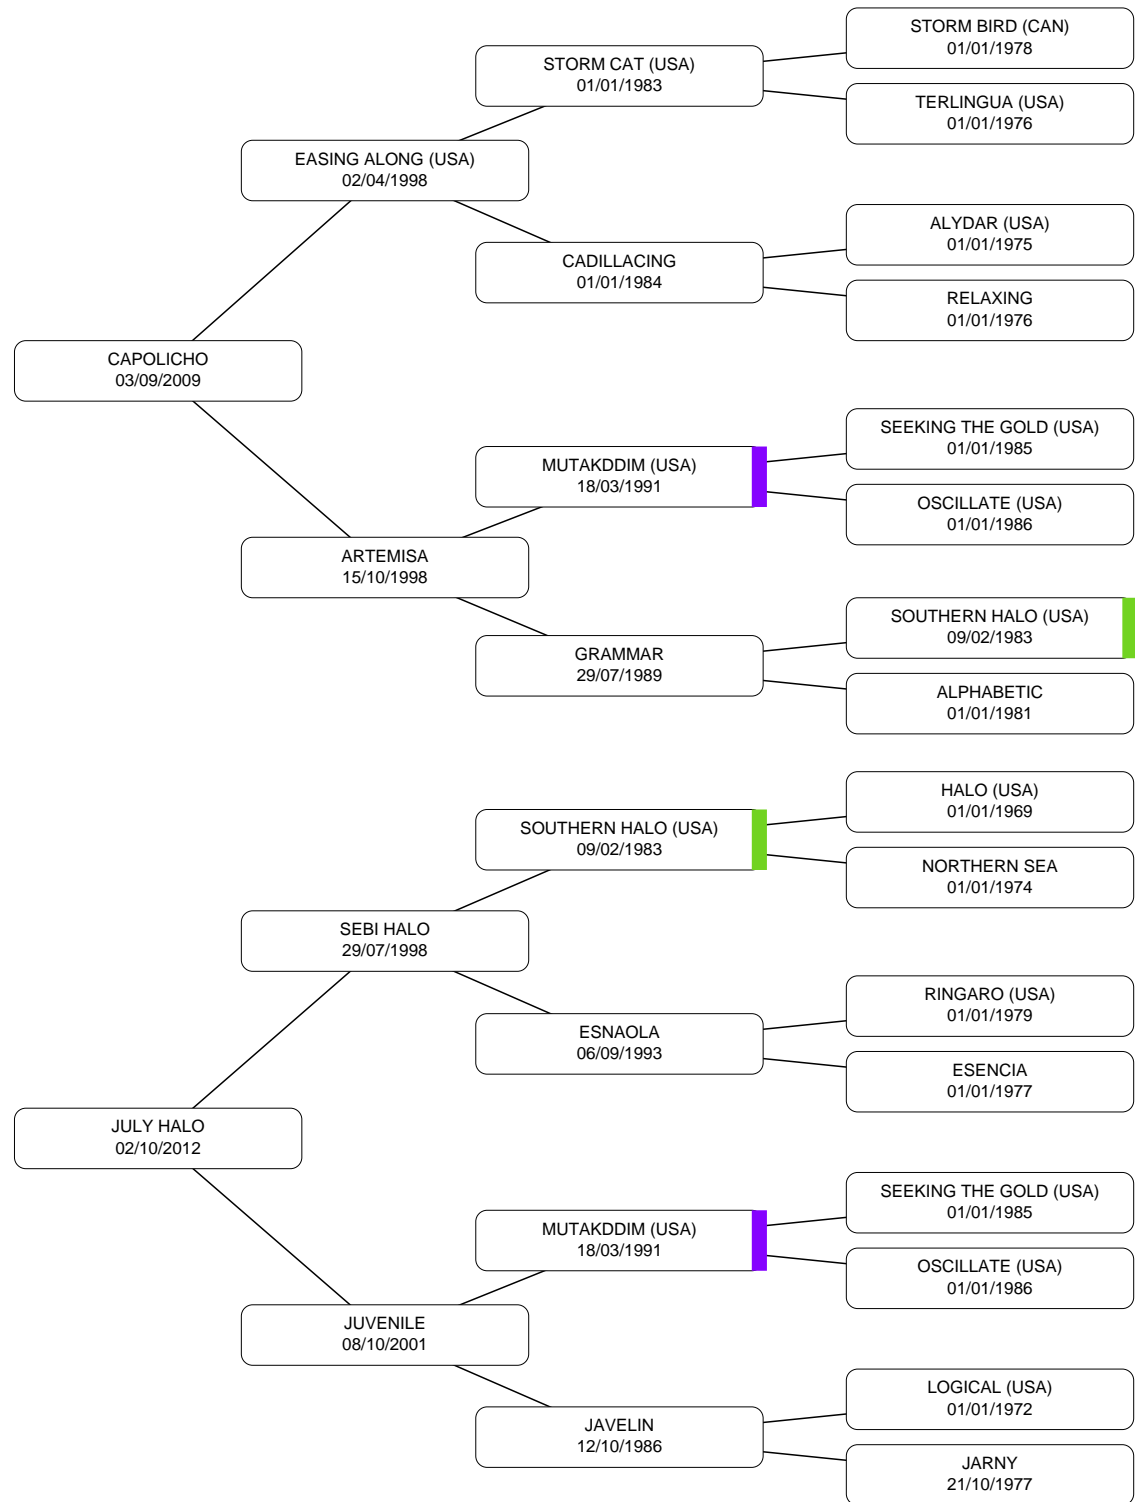 STORM BIRD (CAN)
01/01/1978
STORM CAT (USA)
01/01/1983
TERLINGUA (USA)
01/01/1976
EASING ALONG (USA)
02/04/1998
ALYDAR (USA)
01/01/1975
CADILLACING
01/01/1984
RELAXING
01/01/1976
CAPOLICHO
03/09/2009
SEEKING THE GOLD (USA)
01/01/1985
MUTAKDDIM (USA)
18/03/1991
OSCILLATE (USA)
01/01/1986
ARTEMISA
15/10/1998
SOUTHERN HALO (USA)
09/02/1983
GRAMMAR
29/07/1989
ALPHABETIC
01/01/1981
HALO (USA)
01/01/1969
SOUTHERN HALO (USA)
09/02/1983
NORTHERN SEA
01/01/1974
SEBI HALO
29/07/1998
RINGARO (USA)
01/01/1979
ESNAOLA
06/09/1993
ESENCIA
01/01/1977
JULY HALO
02/10/2012
SEEKING THE GOLD (USA)
01/01/1985
MUTAKDDIM (USA)
18/03/1991
OSCILLATE (USA)
01/01/1986
JUVENILE
08/10/2001
LOGICAL (USA)
01/01/1972
JAVELIN
12/10/1986
JARNY
21/10/1977